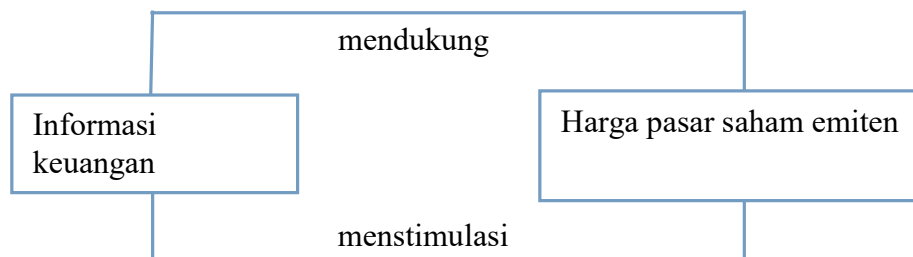 mendukung
Informasi
keuangan
Harga pasar saham emiten
menstimulasi